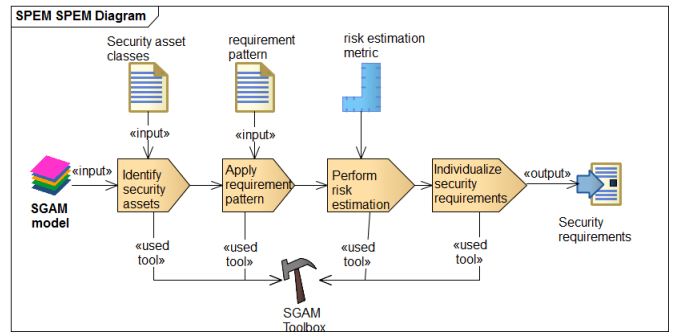 SPEM SPEM Diagram
Security asset
classes
requirement
pattern
risk estimation
metric
«input»
«input»
«input»
SGAM
model
Identify
security
assets
Apply
requirement
pattern
Perform
risk
estimation
Individualize
security
requirements
«output»
Security
requirements
«used
tool»
«used
tool»
«used
tool»
«used
tool»
SGAM
Toolbox